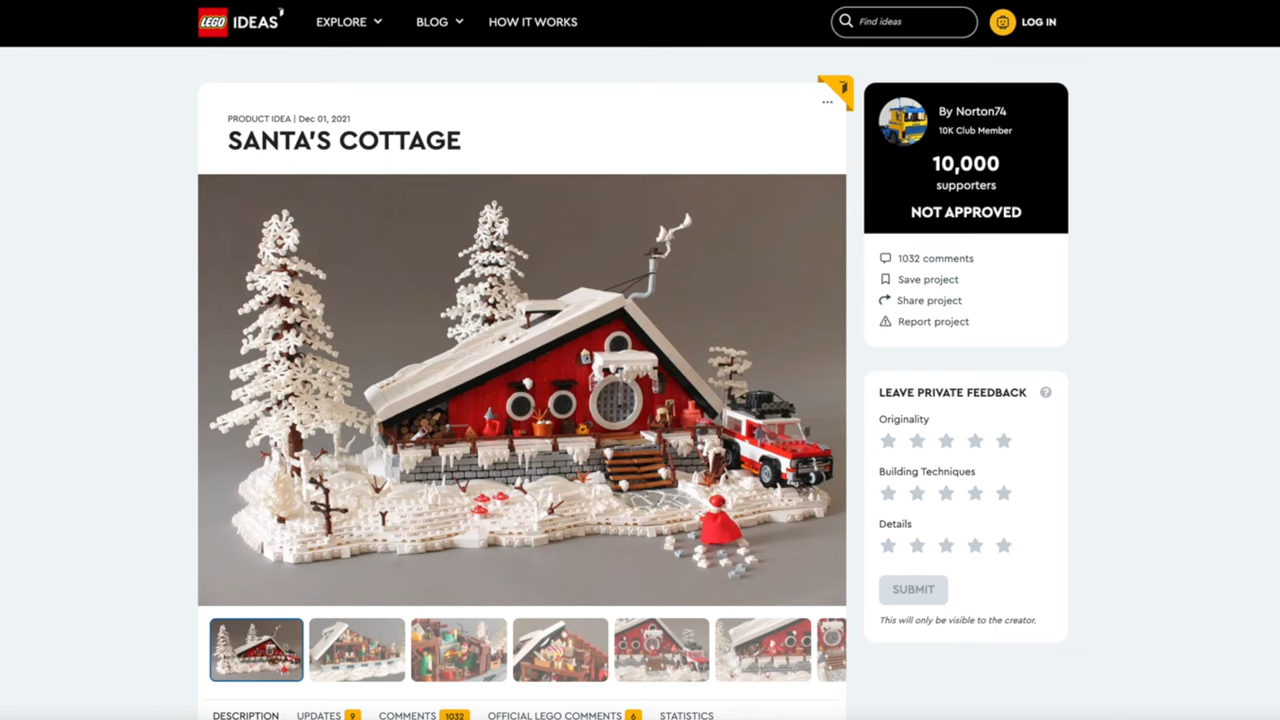 LEGO IDEAS
EXPLORE
BLOG
HOW IT WORKS
Find ideas
LOG IN
PRODUCT IDEA | Dec 01, 2021
SANTA'S COTTAGE
By Norton74
10K Club Member
10,000
supporters
NOT APPROVED
1032 comments
Save project
Share project
Report project
LEAVE PRIVATE FEEDBACK ?
Originality
Building Techniques
Details
SUBMIT
This will only be visible to the creator.
DESCRIPTION
UPDATES 9
COMMENTS 1032
OFFICIAL LEGO COMMENTS 6
STATISTICS